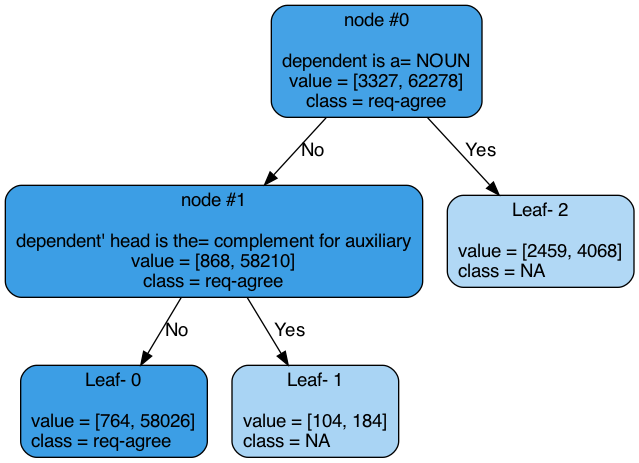 node #0
dependent is a= NOUN
value = [3327, 62278]
class = req-agree
No
Yes
node #1
dependent' head is the= complement for auxiliary
value = [868, 58210]
class = req-agree
Leaf- 2
value = [2459, 4068]
class = NA
No
Yes
Leaf- 0
value = [764, 58026]
class = req-agree
Leaf- 1
value = [104, 184]
class = NA